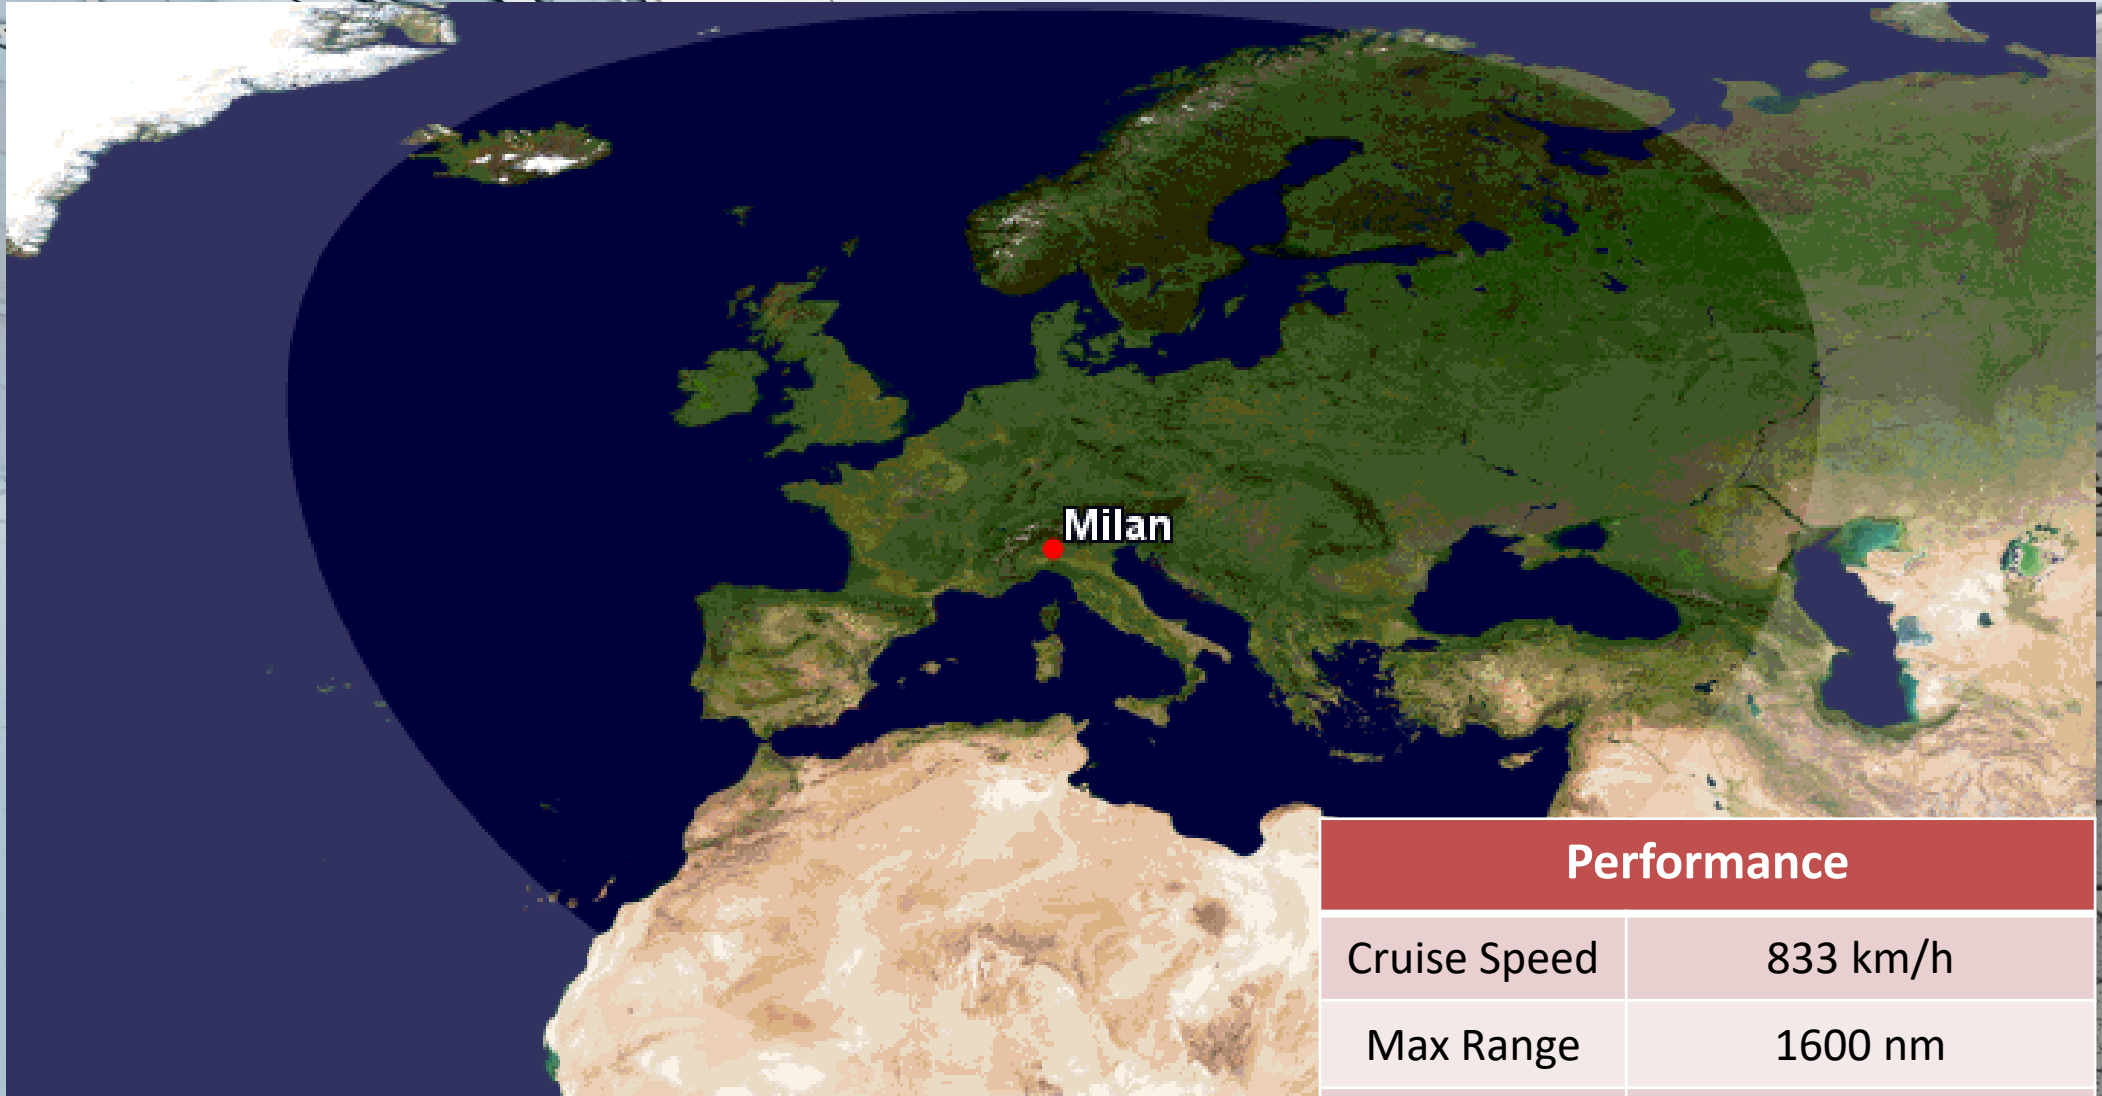 Milan
Performance
Cruise Speed 833 km/h
Max Range 1600 nm